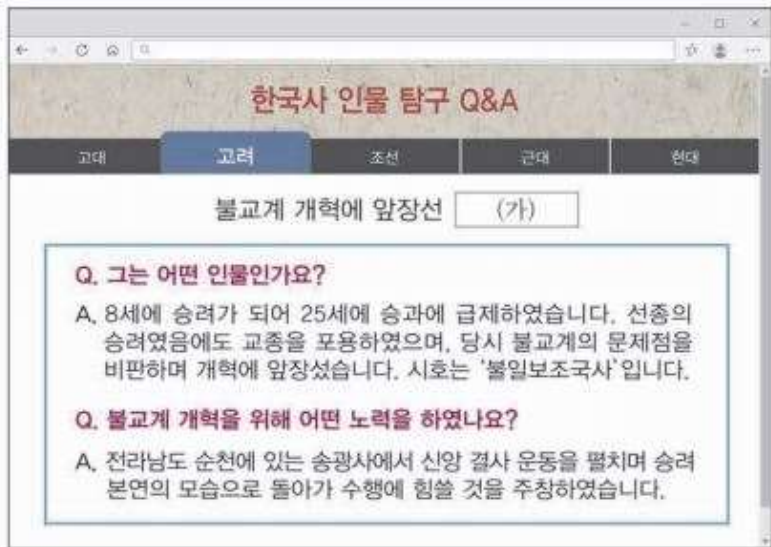 한국사 인물 탐구 Q&A
고대 고려 조선 근대 현대
불교계 개혁에 앞장선 (가)
Q. 그는 어떤 인물인가요?
A. 8세에 승려가 되어 25세에 승과에 급제하였습니다. 선종의
승려였음에도 교종을 포용하였으며, 당시 불교계의 문제점을
비판하며 개혁에 앞장섰습니다. 시호는 '불일보조국사'입니다.
Q. 불교계 개혁을 위해 어떤 노력을 하였나요?
A. 전라남도 순천에 있는 송광사에서 신앙 결사 운동을 펼치며 승려
본연의 모습으로 돌아가 수행에 힘쓸 것을 주창하였습니다.